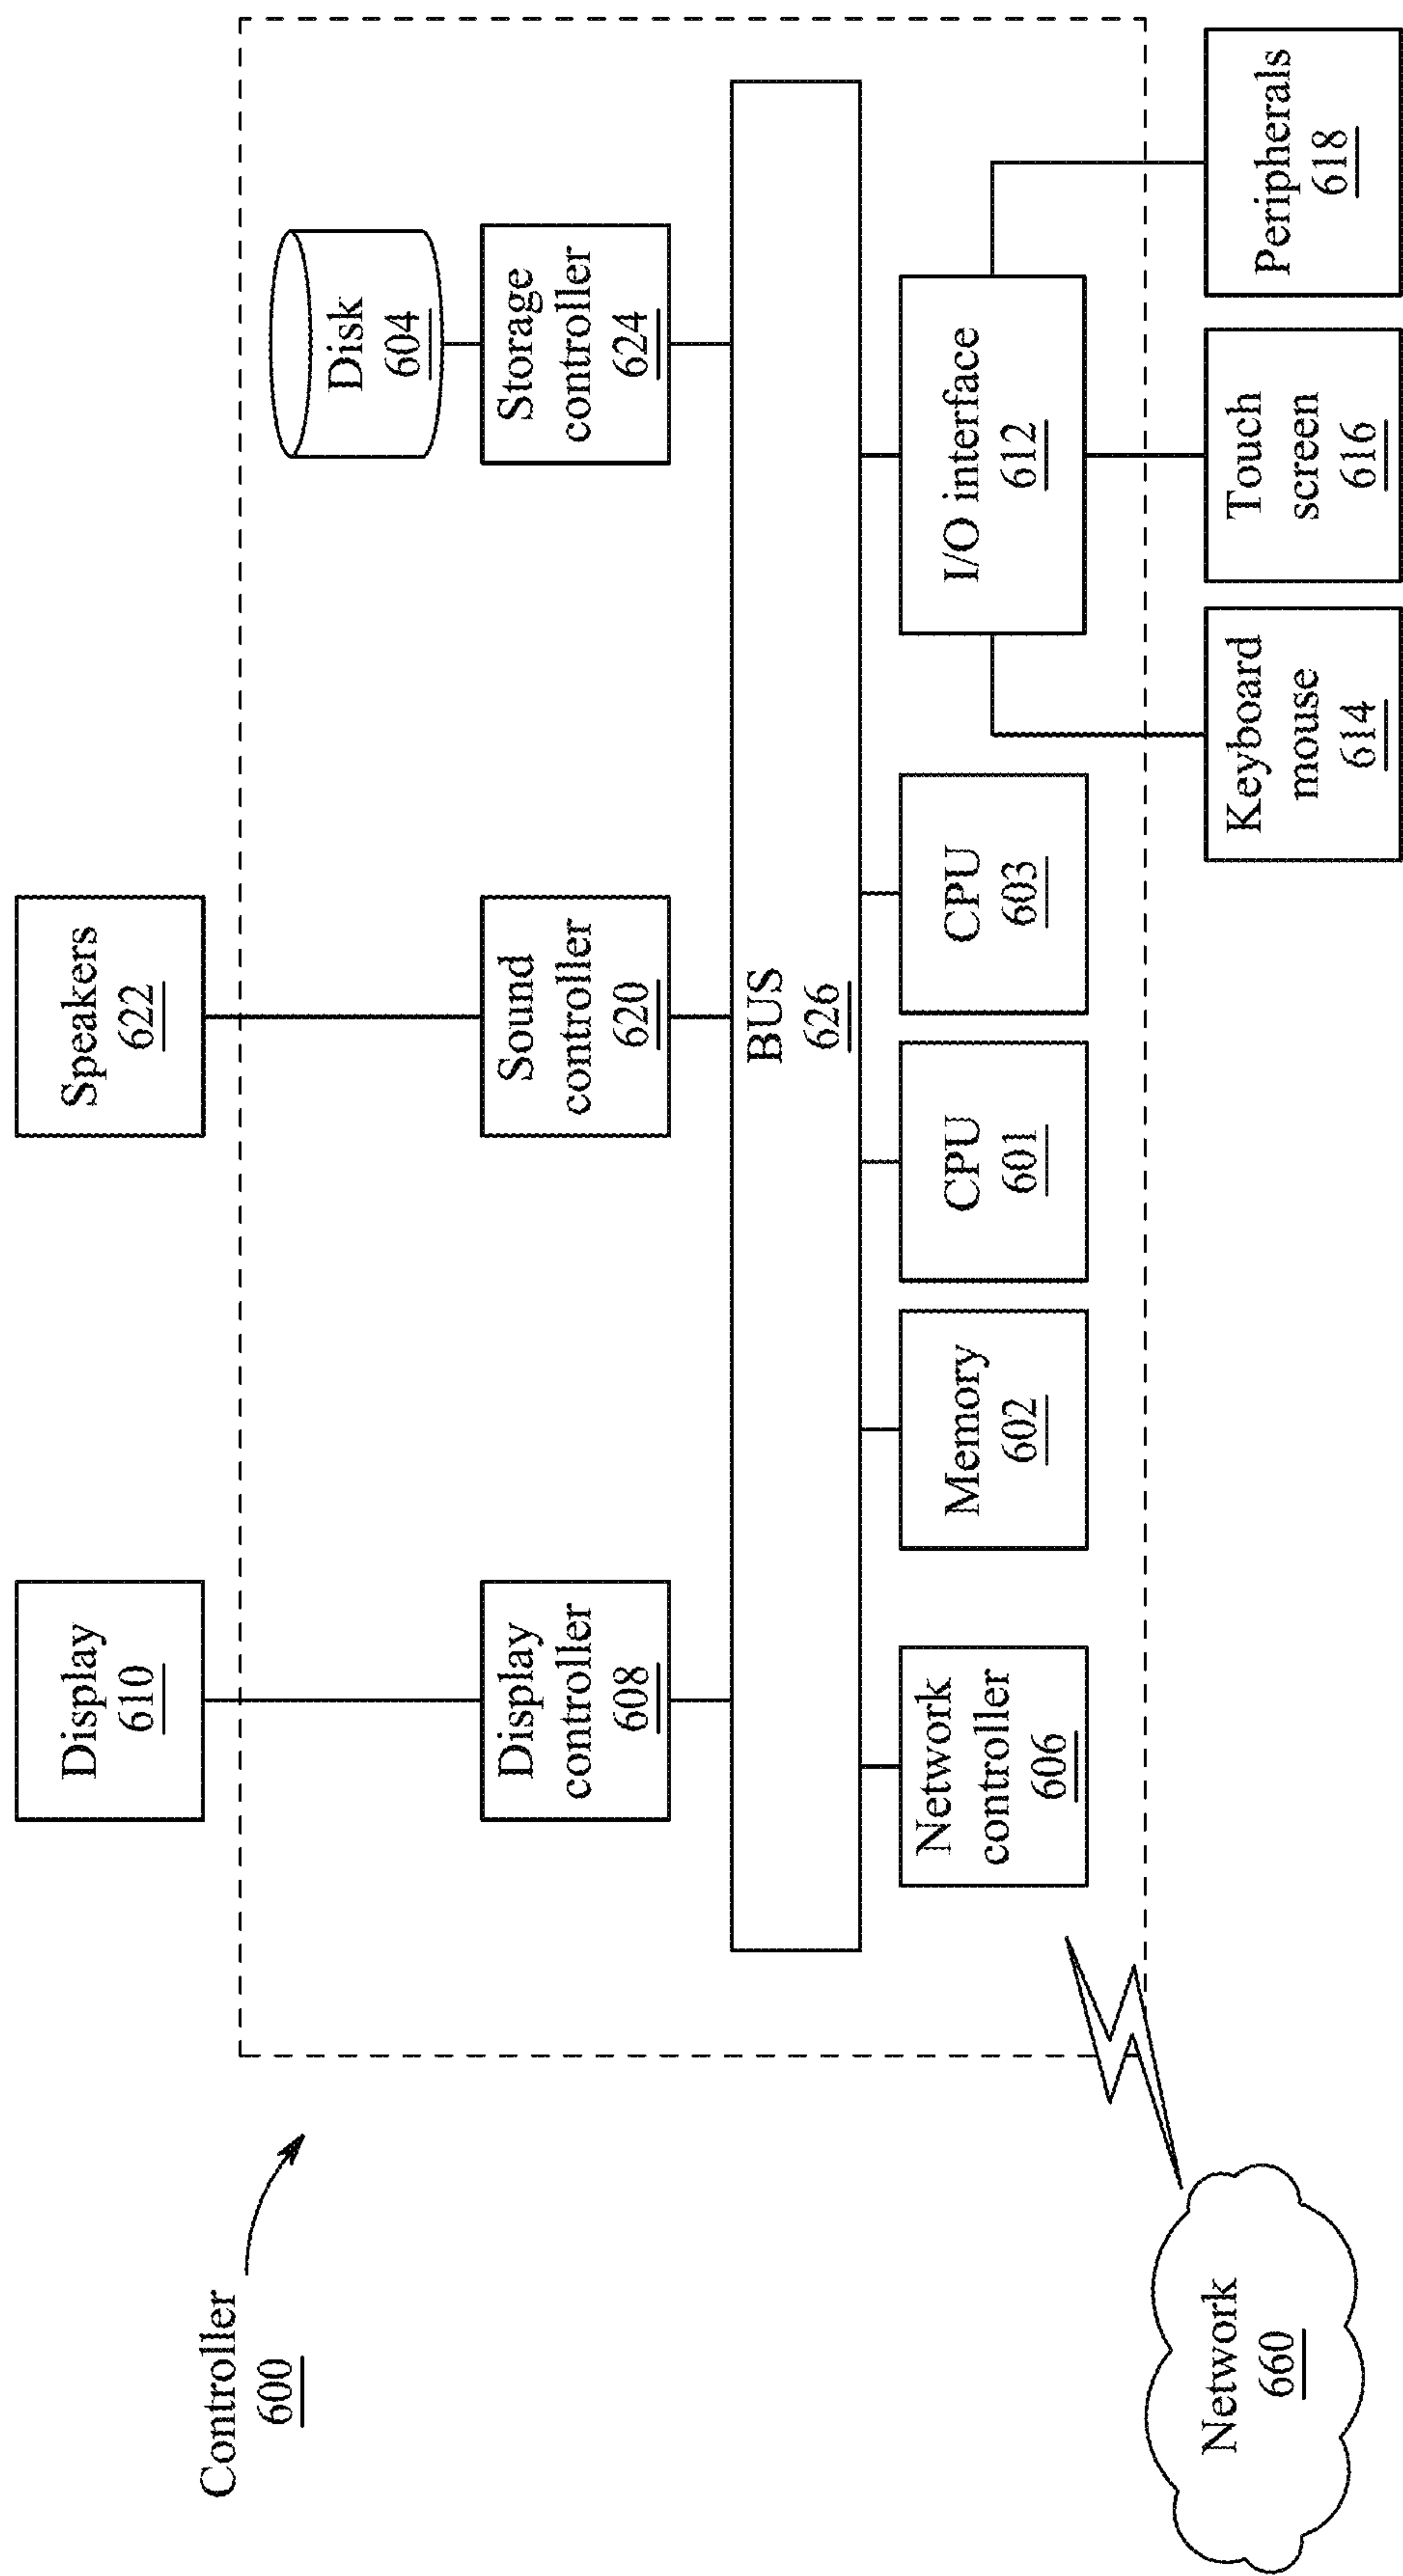 Controller
600
Display
610
Speakers
622
Disk
604
Display
controller
608
Sound
controller
620
Storage
controller
624
BUS
626
Network
controller
606
Memory
602
CPU
601
CPU
603
I/O interface
612
Network
660
Keyboard
mouse
614
Touch
screen
616
Peripherals
618